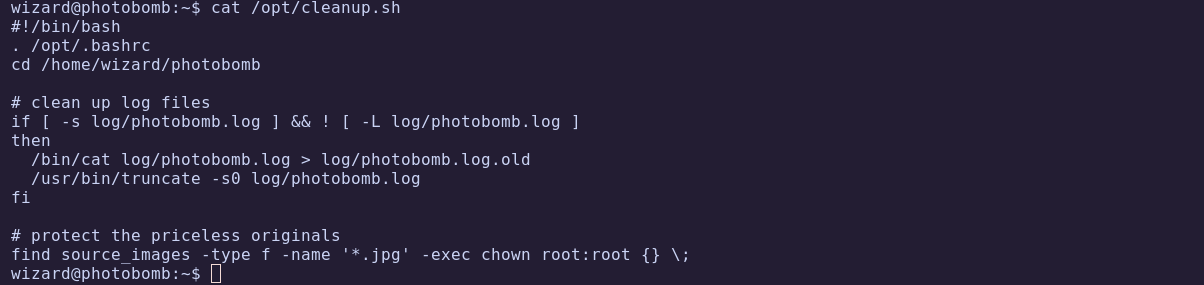 wizard@photobomb:~$ cat /opt/cleanup.sh
#!/bin/bash
. /opt/.bashrc
cd /home/wizard/photobomb

# clean up log files
if [ -s log/photobomb.log ] && ! [ -L log/photobomb.log ]
then
  /bin/cat log/photobomb.log > log/photobomb.log.old
  /usr/bin/truncate -s0 log/photobomb.log
fi

# protect the priceless originals
find source_images -type f -name '*.jpg' -exec chown root:root {} \;
wizard@photobomb:~$